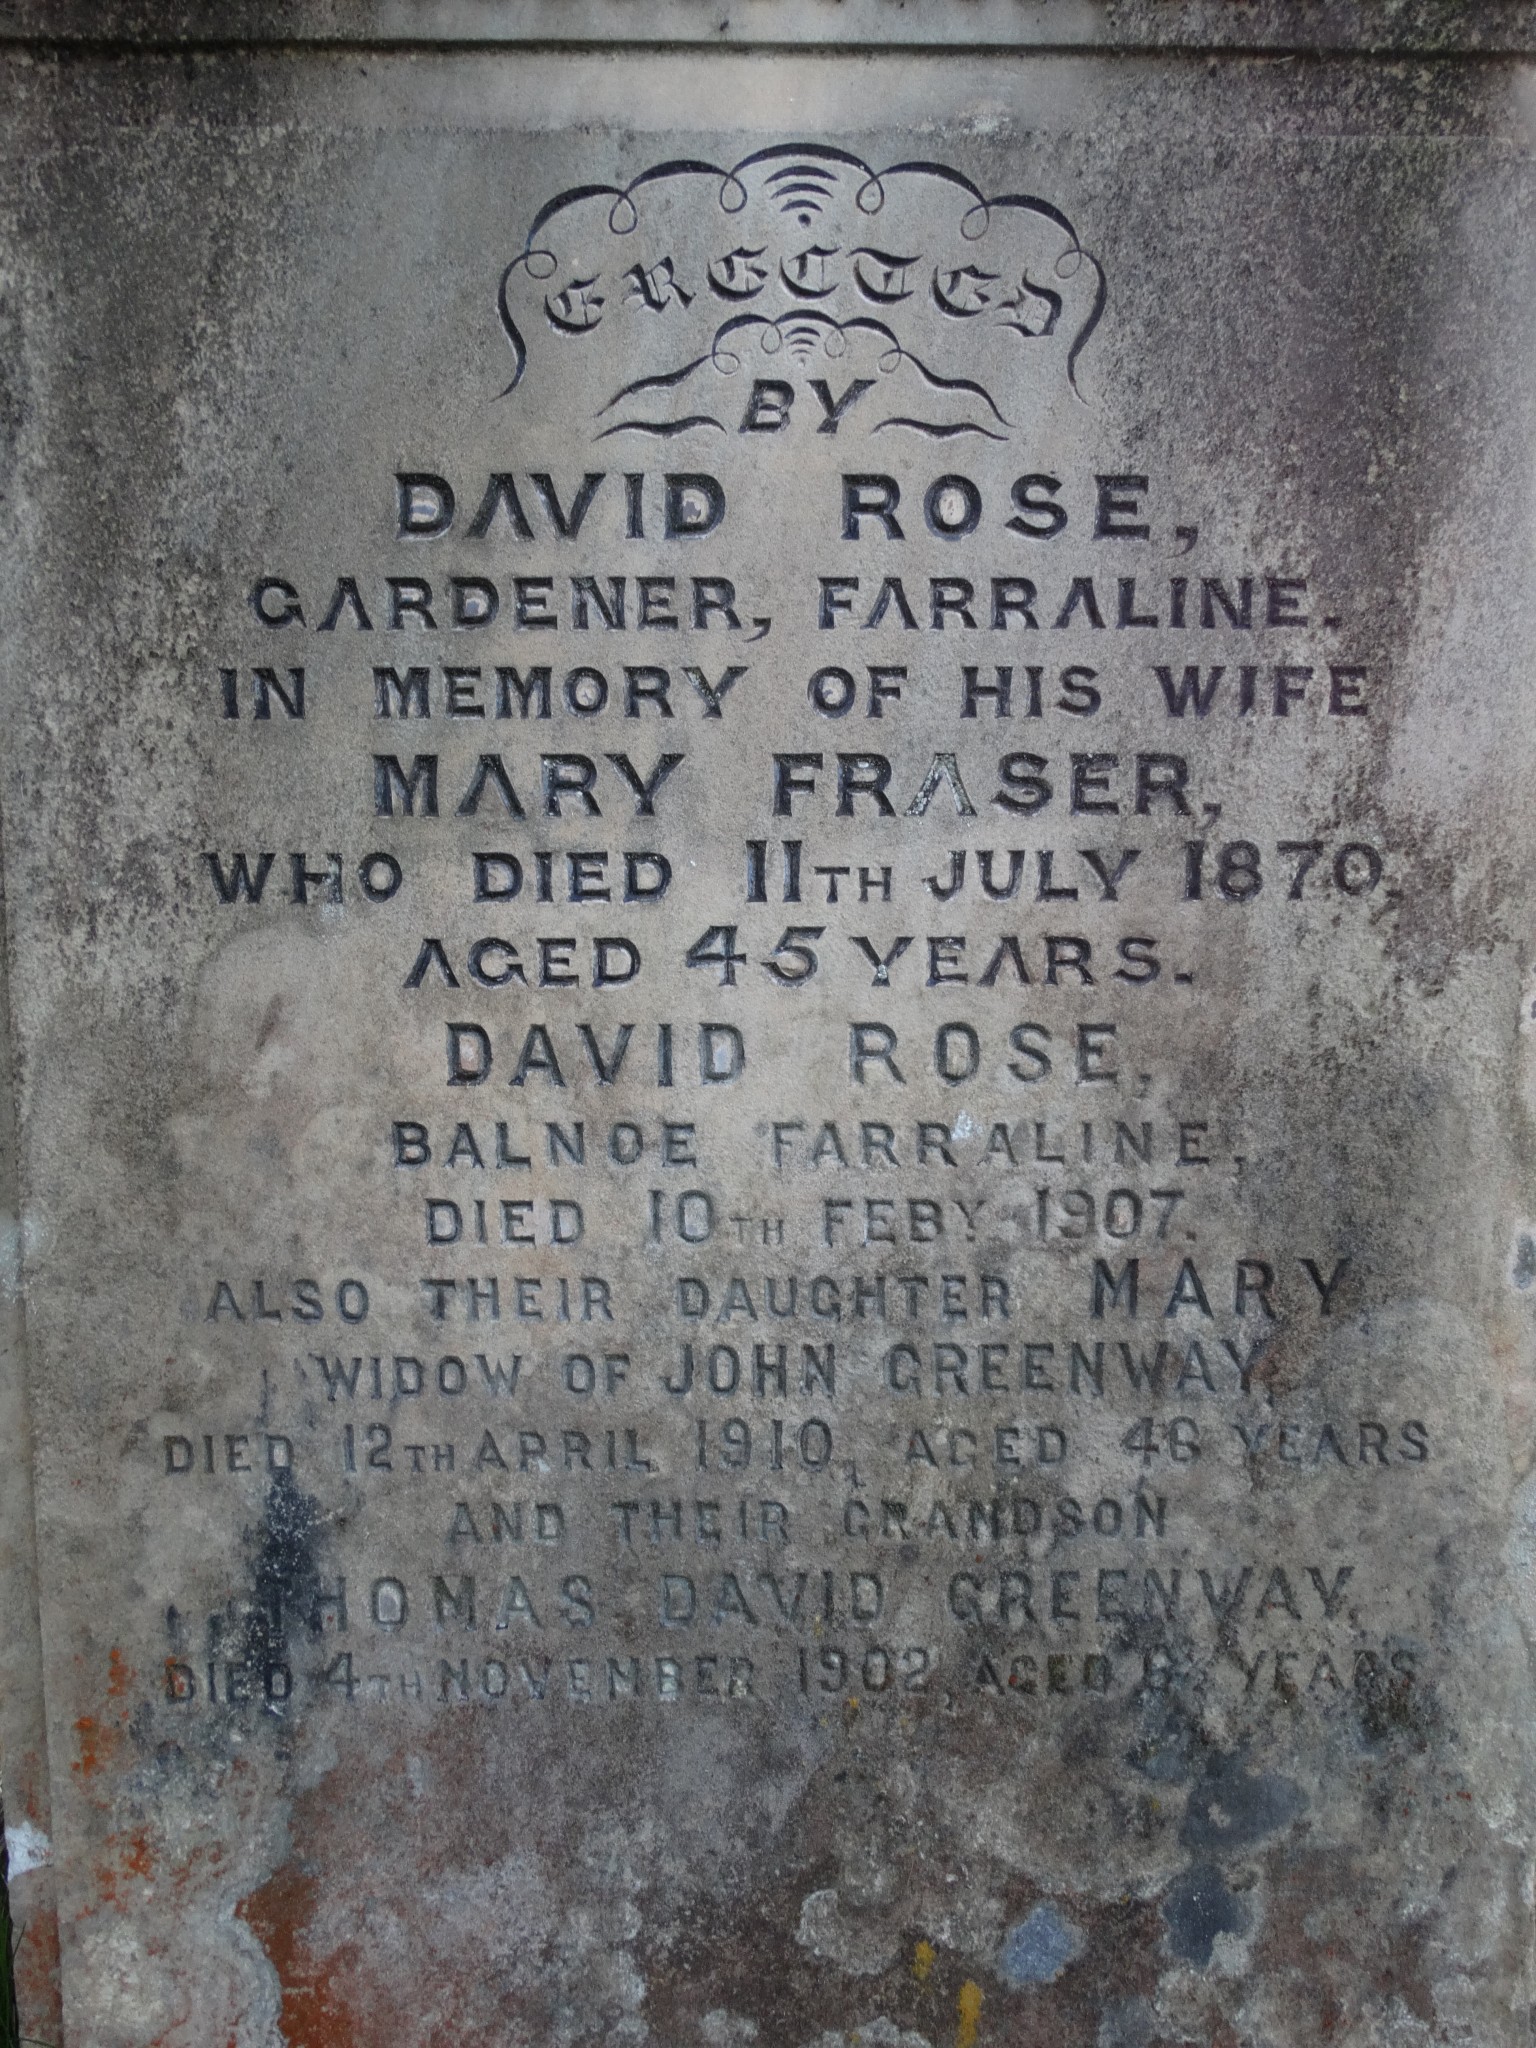 ERECTED
BY
DAVID ROSE,
GARDENER, FARRALINE.
IN MEMORY OF HIS WIFE
MARY FRASER,
WHO DIED 11TH JULY 1870,
AGED 45 YEARS.
DAVID ROSE,
BALNOE FARRALINE,
DIED 10TH FEBY 1907.
ALSO THEIR DAUGHTER MARY
WIDOW OF JOHN GREENWAY,
DIED 12TH APRIL 1910, AGED 46 YEARS
AND THEIR GRANDSON
THOMAS DAVID GREENWAY,
DIED 4TH NOVEMBER 1902, AGED YEARS